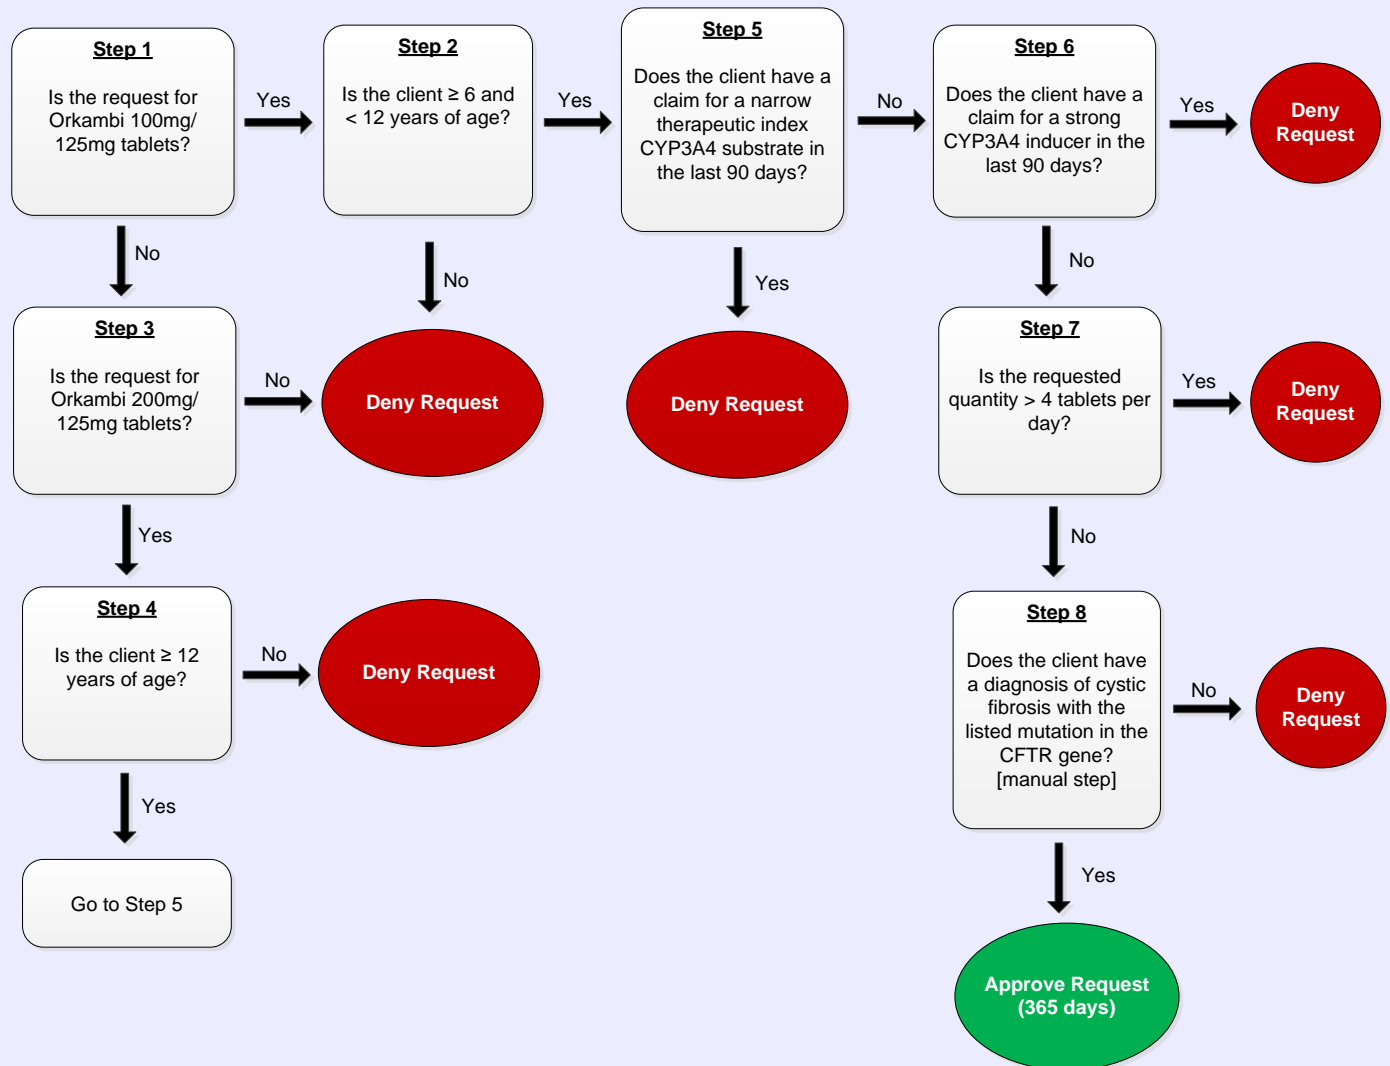 Step 1
Is the request for
Orkambi 100mg/
125mg tablets?
Yes
No
Step 2
Is the client ≥ 6 and
< 12 years of age?
Yes
No
Step 5
Does the client have a
claim for a narrow
therapeutic index
CYP3A4 substrate in
the last 90 days?
No
Yes
Step 6
Does the client have a
claim for a strong
CYP3A4 inducer in the
last 90 days?
Yes
No
Deny
Request
Step 3
Is the request for
Orkambi 200mg/
125mg tablets?
No
Yes
Deny Request
Deny Request
Step 7
Is the requested
quantity > 4 tablets per
day?
Yes
No
Deny
Request
Step 4
Is the client ≥ 12
years of age?
No
Yes
Deny Request
Step 8
Does the client have
a diagnosis of cystic
fibrosis with the
listed mutation in the
CFTR gene?
[manual step]
No
Yes
Deny
Request
Go to Step 5
Approve Request
(365 days)